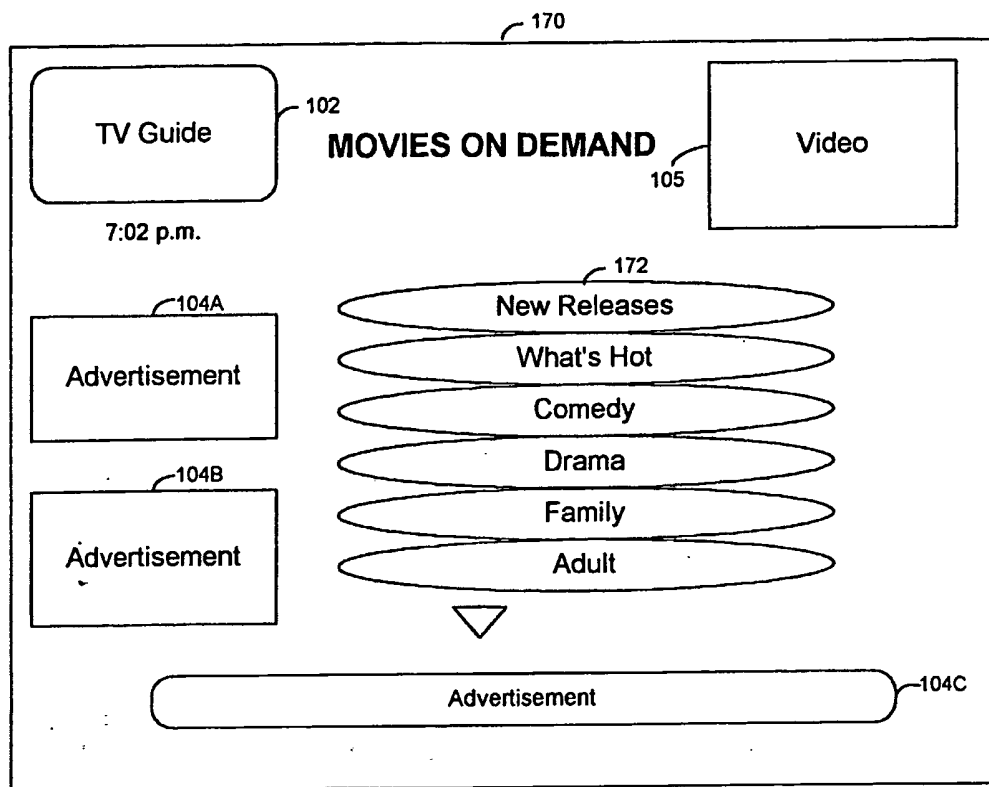 170
TV Guide
102
MOVIES ON DEMAND
105
Video
7:02 p.m.
172
104A
Advertisement
New Releases
What's Hot
Comedy
Drama
Family
Adult
104B
Advertisement
Advertisement
104C